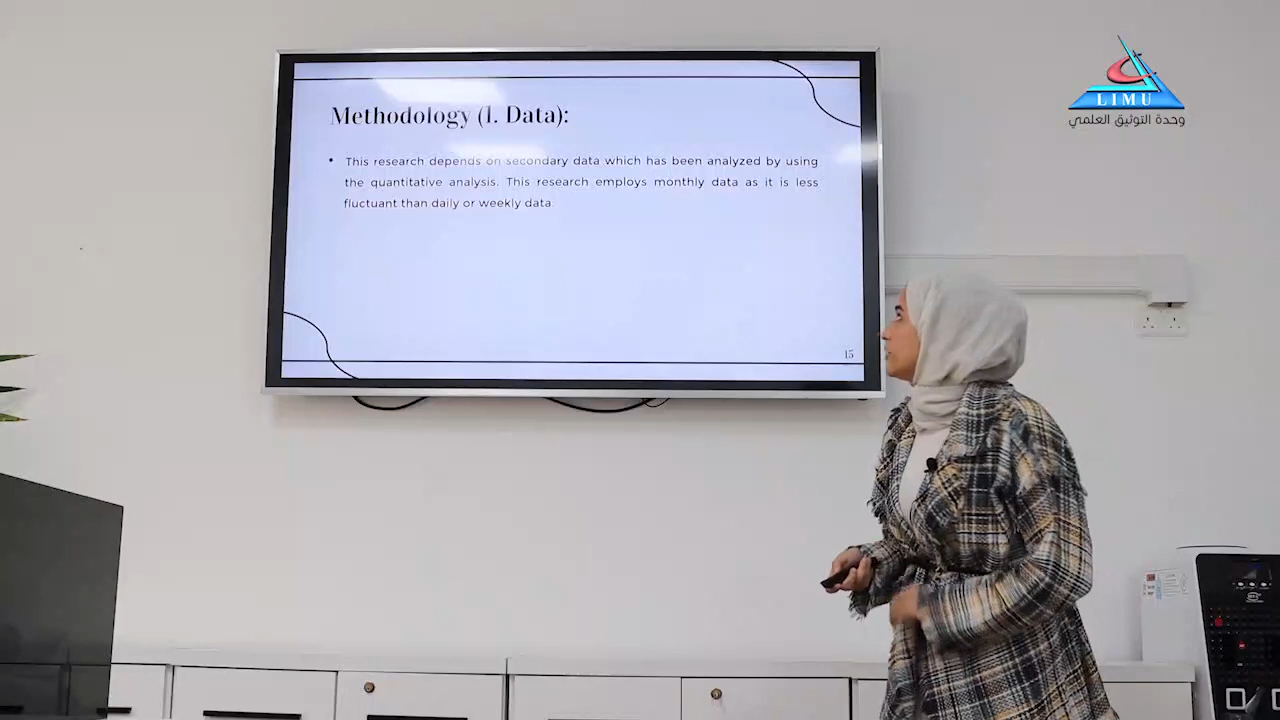 LIMU
وحدة التوثيق العلمي
Methodology (1. Data):
• This research depends on secondary data which has been analyzed by using
the quantitative analysis. This research employs monthly data as it is less
fluctuant than daily or weekly data.
15